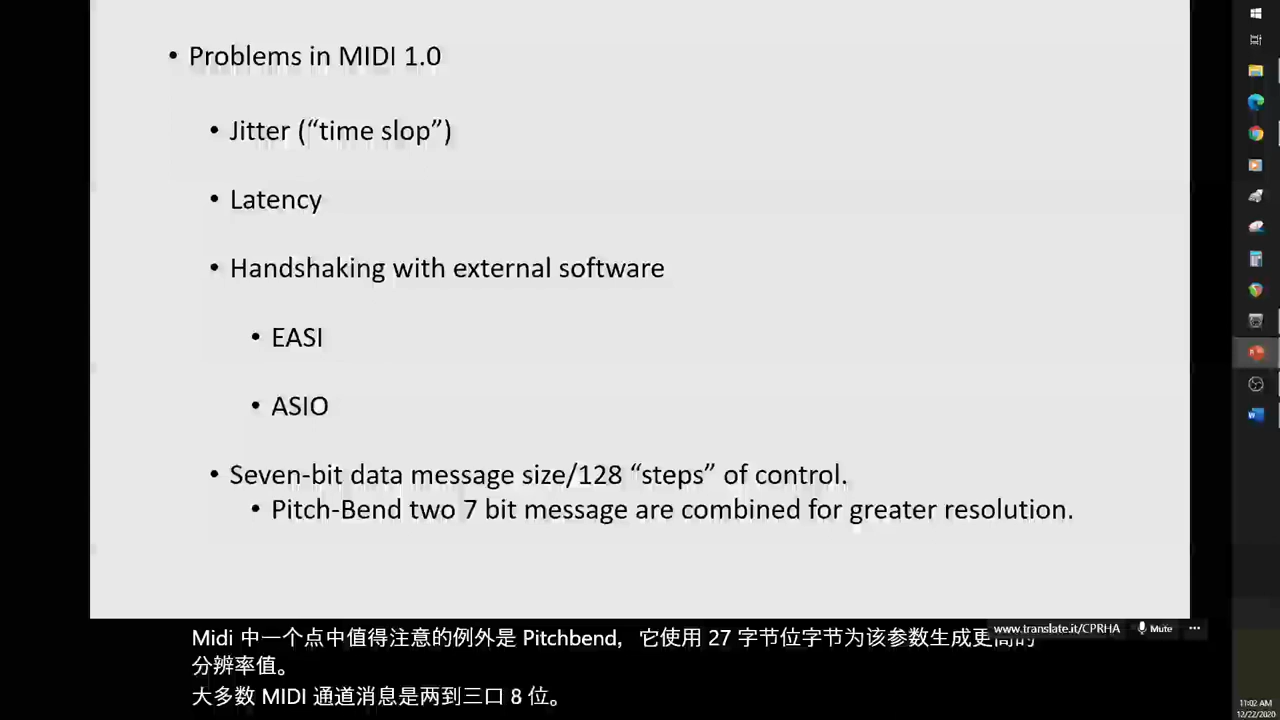 • Problems in MIDI 1.0
• Jitter (“time slop”)
• Latency
• Handshaking with external software
• EASI
• ASIO
• Seven-bit data message size/128 “steps” of control.
• Pitch-Bend two 7 bit message are combined for greater resolution.
Midi 中一个点中值得注意的例外是 Pitchbend，它使用 27 字节位字节为该参数生成更高的
www.translate.it/CPRHA Mute ···
分辨率值。
大多数 MIDI 通道消息是两到三口 8 位。
11:02 AM
12/22/2020